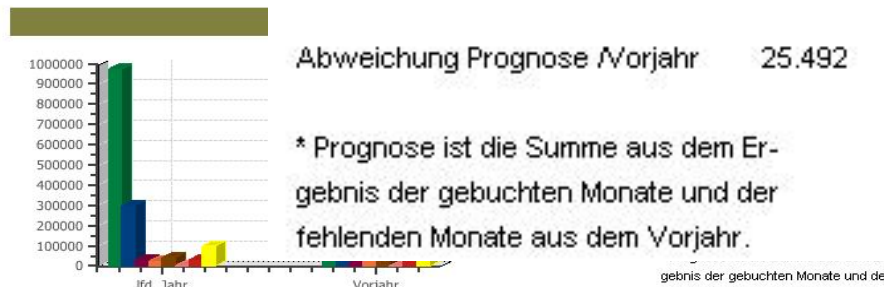 Abweichung Prognose /Vorjahr 25.492
* Prognose ist die Summe aus dem Er-
gebnis der gebuchten Monate und der
fehlenden Monate aus dem Vorjahr.
1000000
900000
800000
700000
600000
500000
400000
300000
200000
100000
0
lfd. Jahr Vorjahr
gebnis der gebuchten Monate und de